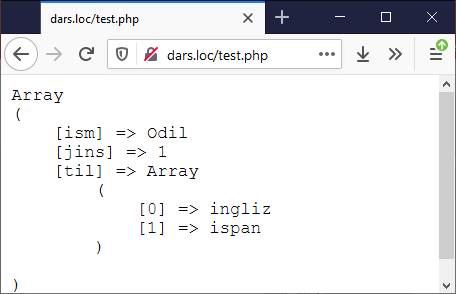 dars.loc/test.php
dars.loc/test.php
Array
(
    [ism] => Odil
    [jins] => 1
    [til] => Array
        (
            [0] => ingliz
            [1] => ispan
        )

)